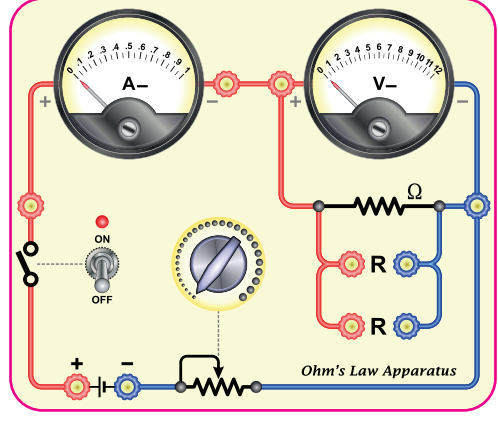 0 .1 .2 .3 .4 .5 .6 .7 .8 .9 1
A–
+ –
0 1 2 3 4 5 6 7 8 9 10 11 12
V–
+ –
Ω
ON
OFF
R
R
+ –
Ohm's Law Apparatus